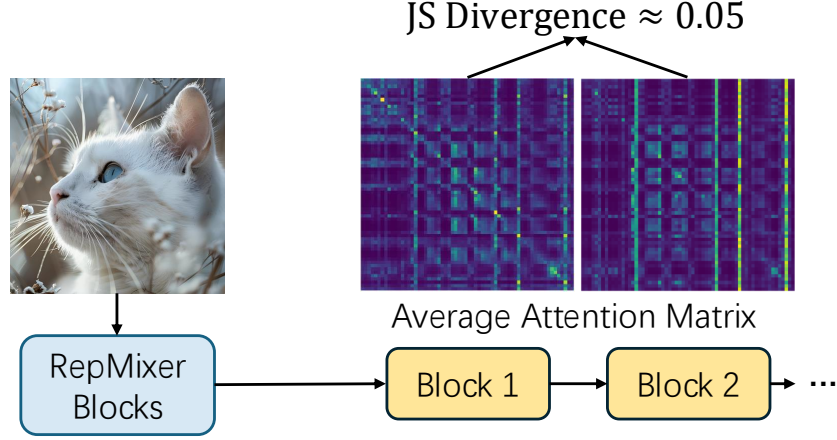 JS Divergence ≈ 0.05
Average Attention Matrix
RepMixer
Blocks
Block 1
Block 2
...